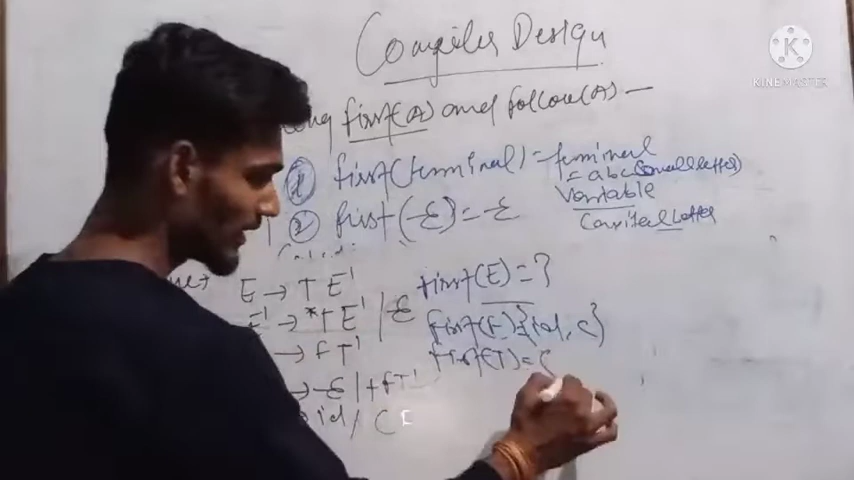 Compiler Design
first(A) and follow(A) —
① first(terminal) = terminal
= abc (Small letter)
Variable
Capital letter
② first(-ε) = -ε
E → T E'
first(E) = ?
E' → *T E' | -ε
first(E) = {id, (}
→ f T'
first(T) = {
→ -ε | + f T'
id / ( E
KINEMASTER